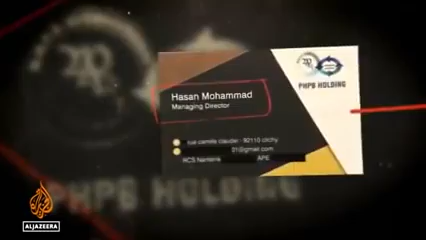 PHPB HOLDING
Hasan Mohammad
Managing Director
rue camille claudel - 92110 clichy
01@gmail.com
RCS Nanterre APE
PHPB HOLDING
ALJAZEERA